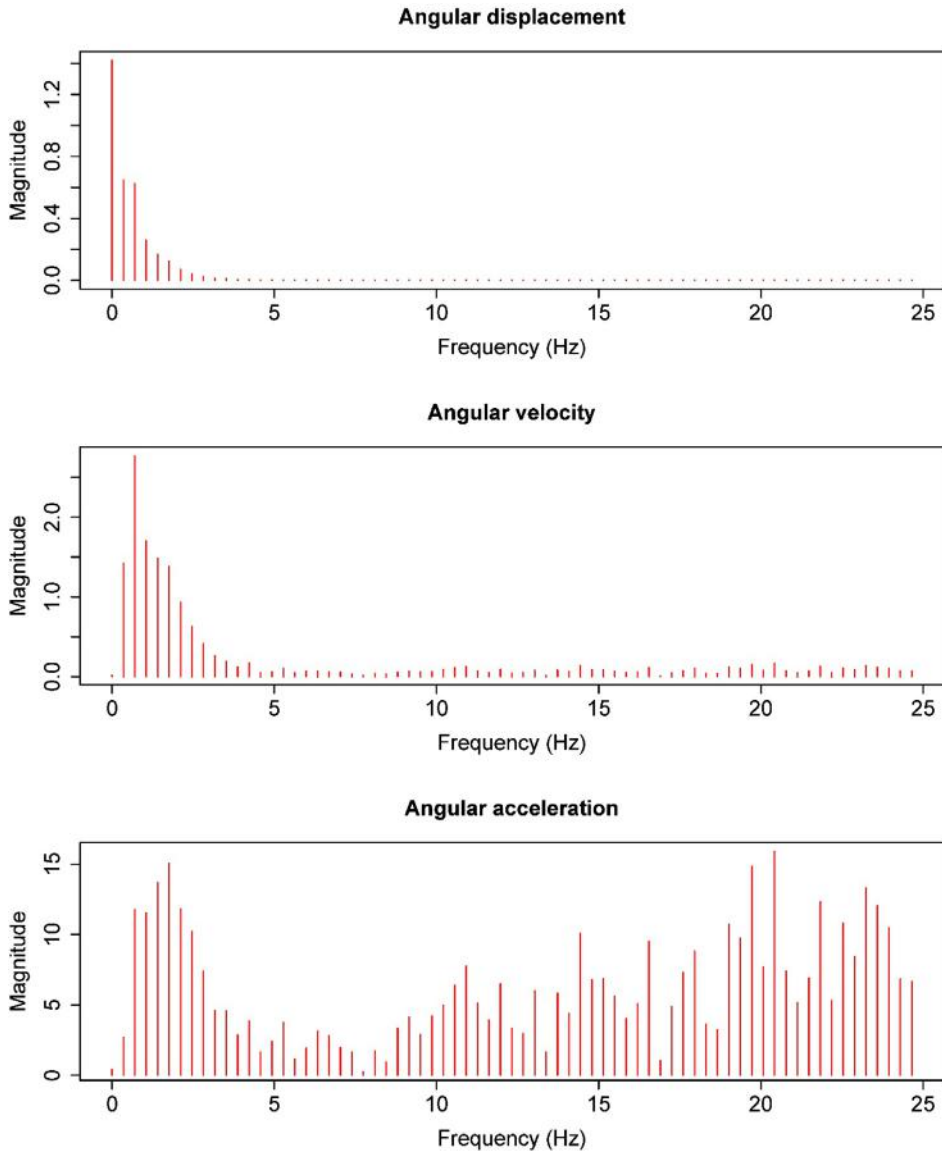 Angular displacement
Magnitude
0.0 0.4 0.8 1.2
0 5 10 15 20 25
Frequency (Hz)
Angular velocity
Magnitude
0.0 1.0 2.0
0 5 10 15 20 25
Frequency (Hz)
Angular acceleration
Magnitude
0 5 10 15
0 5 10 15 20 25
Frequency (Hz)